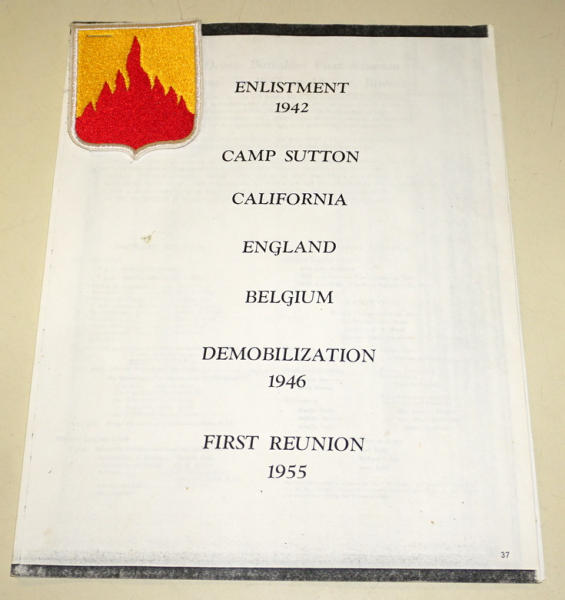 ENLISTMENT
1942
CAMP SUTTON
CALIFORNIA
ENGLAND
BELGIUM
DEMOBILIZATION
1946
FIRST REUNION
1955
37